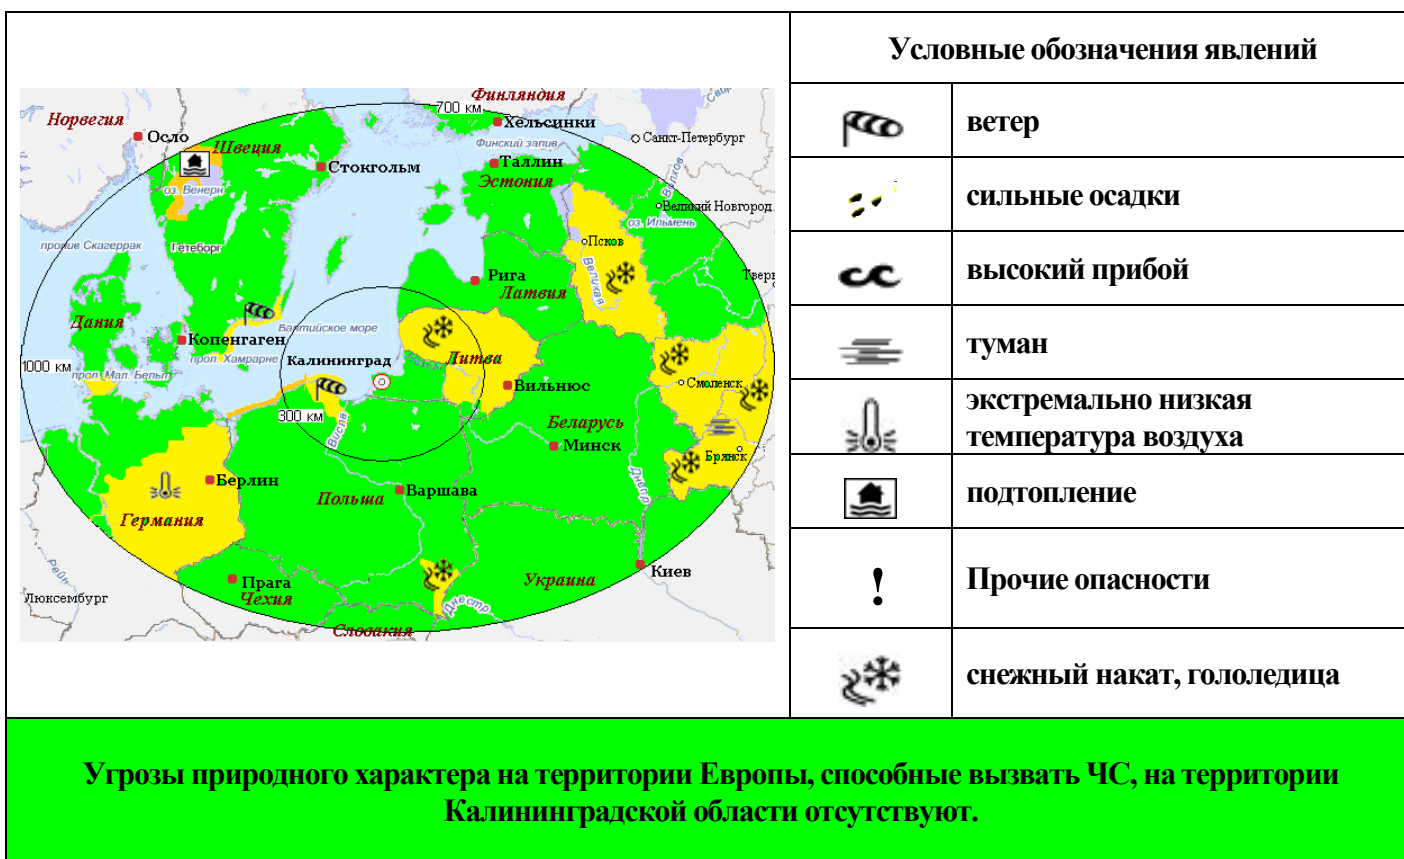 Условные обозначения явлений
ветер
сильные осадки
высокий прибой
туман
экстремально низкая
температура воздуха
подтопление
!
Прочие опасности
снежный накат, гололедица
Финляндия
700 км
Норвегия
Осло
Хельсинки
Санкт-Петербург
Швеция
Финский залив
Стокгольм
Таллин
Эстония
оз. Венерн
Волхов
Великий Новгород
оз. Ильмень
пролив Скагеррак
Гетеборг
Псков
Великая
Рига
Латвия
Тверь
Дания
Балтийское море
Копенгаген
прол. Хамрарне
Калининград
Литва
1000 км
прол. Мал. Бельт
Вильнюс
Смоленск
300 км
Висла
Беларусь
Минск
Брянск
Днепр
Берлин
Польша
Варшава
Германия
Рейн
Прага
Чехия
Украина
Киев
Люксембург
Днестр
Словакия
Угрозы природного характера на территории Европы, способные вызвать ЧС, на территории
Калининградской области отсутствуют.